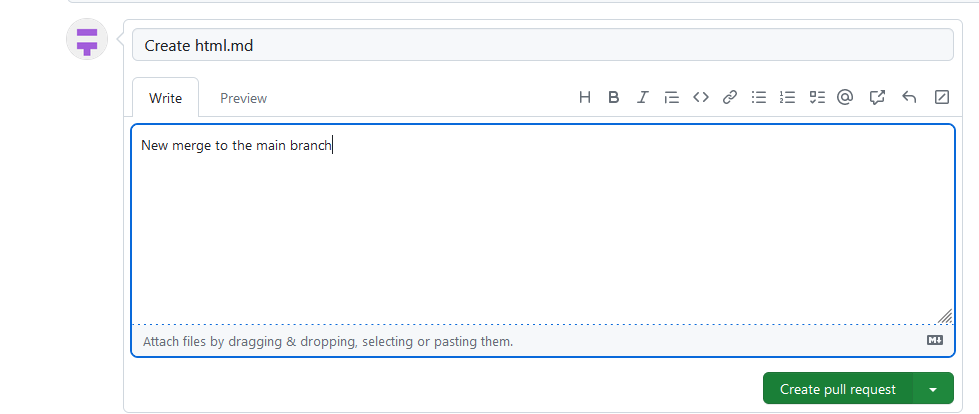 Create html.md
Write
Preview
H B I @
New merge to the main branch
Attach files by dragging & dropping, selecting or pasting them.
Create pull request